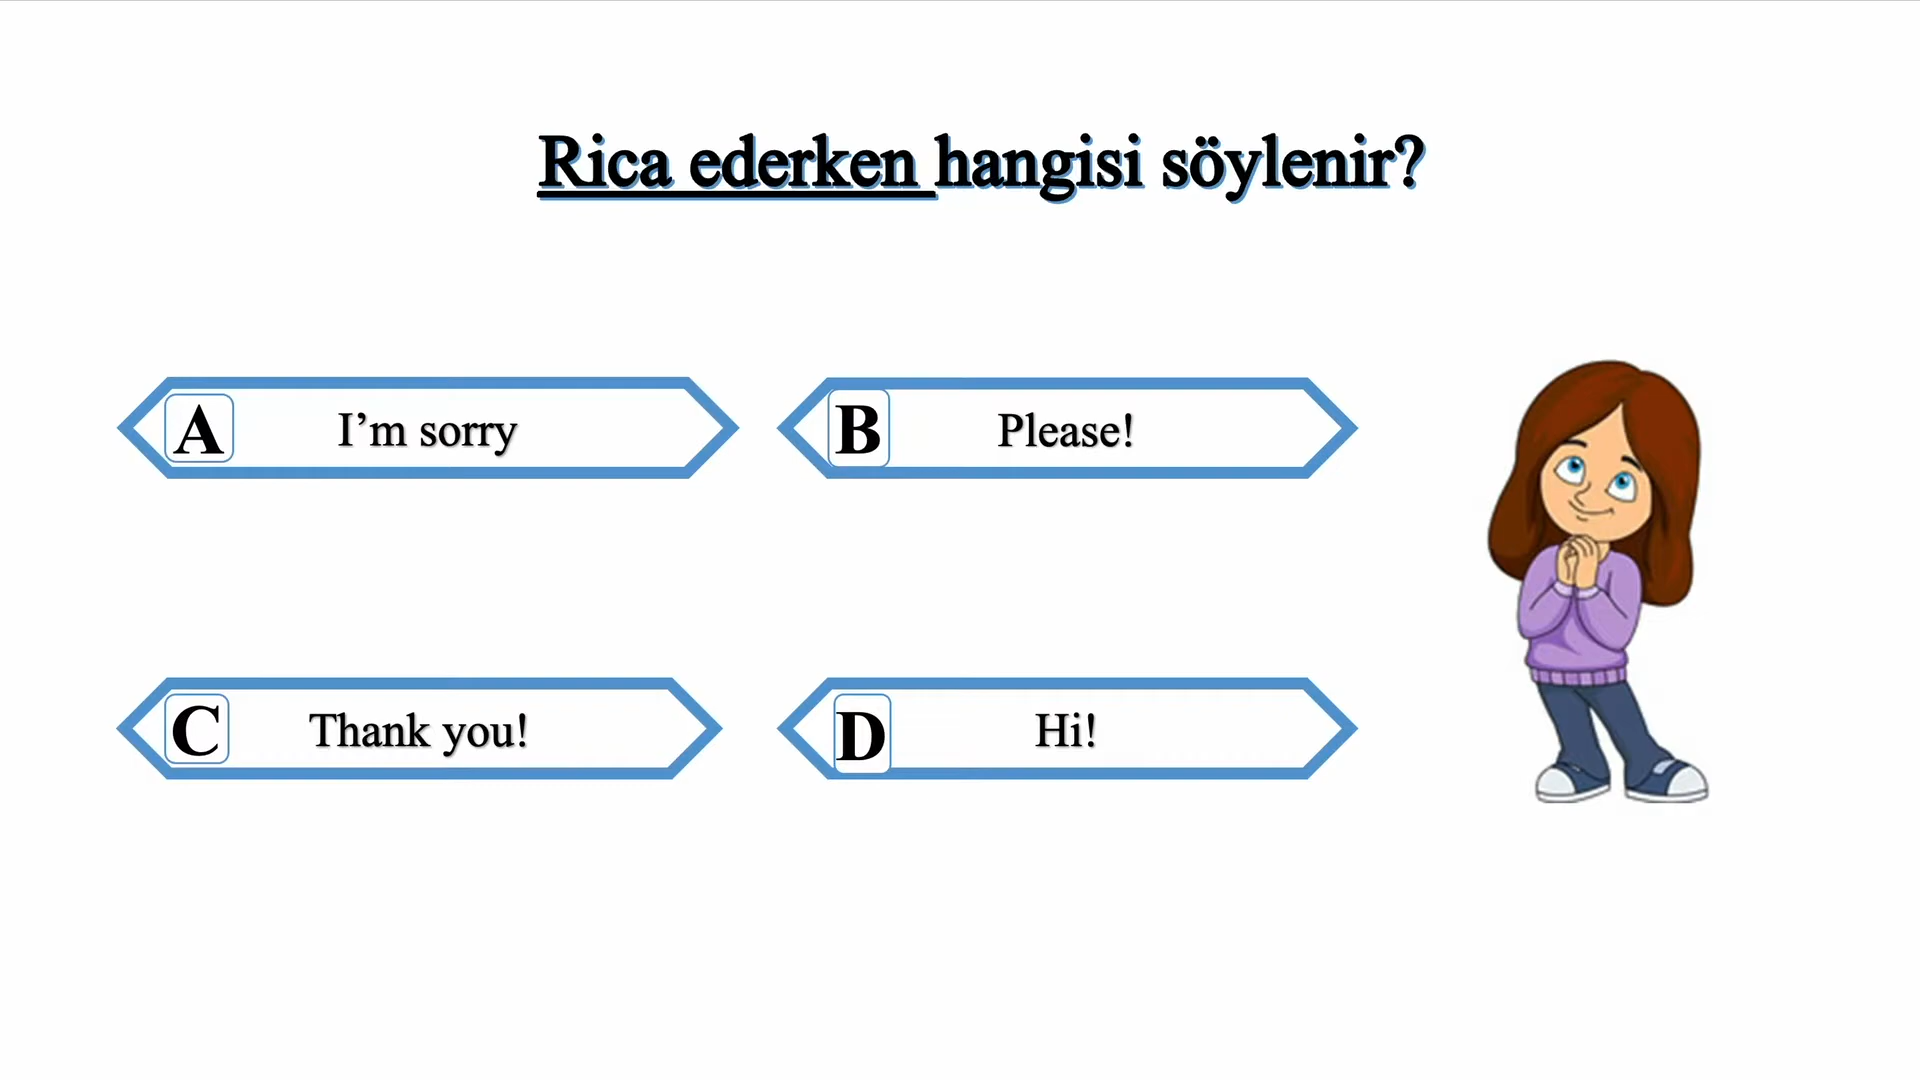 Rica ederken hangisi söylenir?
A I’m sorry
B Please!
C Thank you!
D Hi!